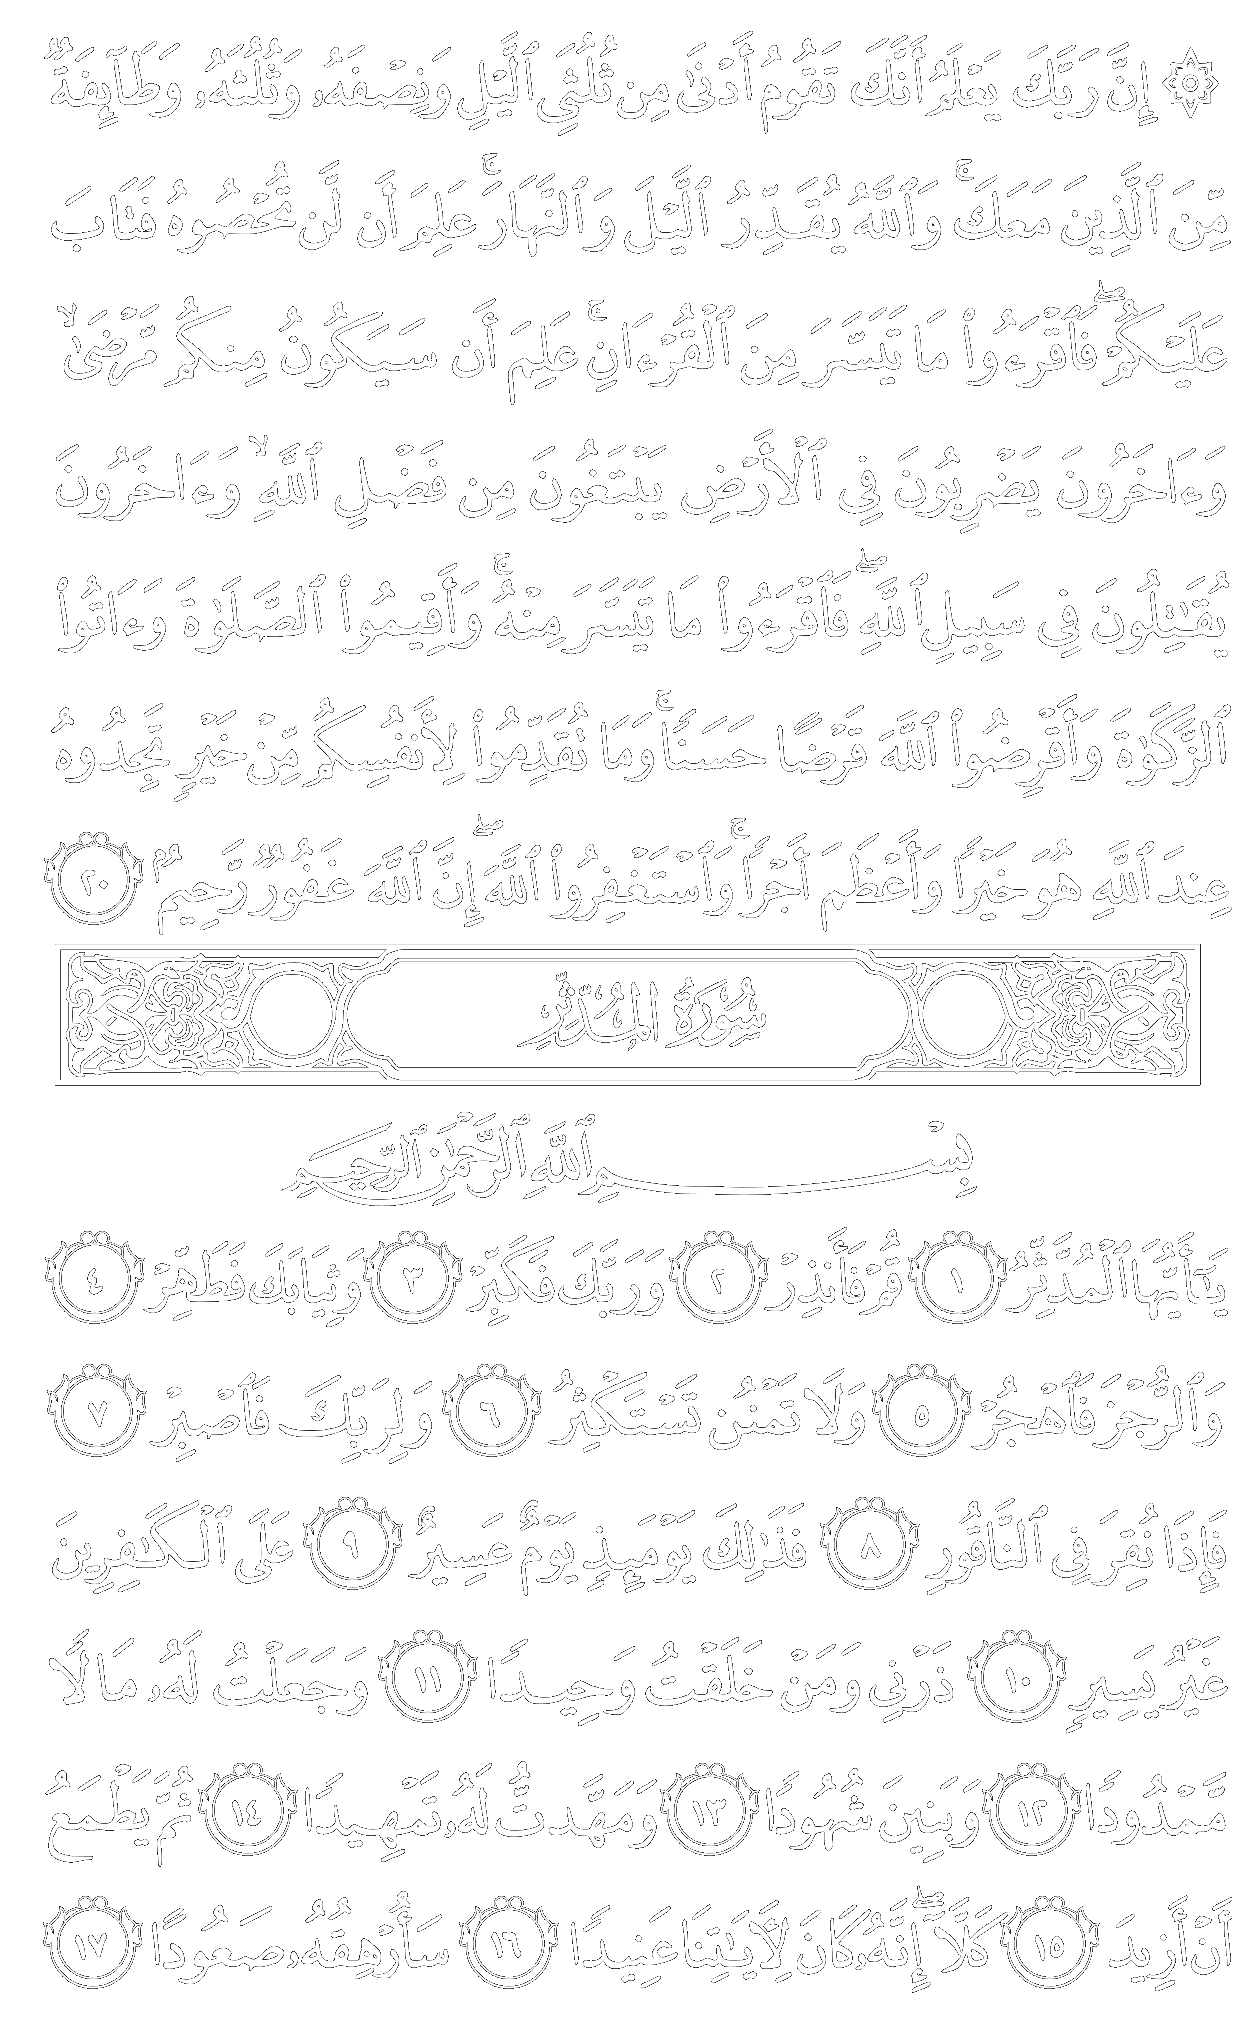 ۞ إِنَّ رَبَّكَ يَعْلَمُ أَنَّكَ تَقُومُ أَدْنَىٰ مِن ثُلُثَىِ ٱلَّيْلِ وَنِصْفَهُۥ وَثُلُثَهُۥ وَطَآئِفَةٌ
مِّنَ ٱلَّذِينَ مَعَكَ ۚ وَٱللَّهُ يُقَدِّرُ ٱلَّيْلَ وَٱلنَّهَارَ ۚ عَلِمَ أَن لَّن تُحْصُوهُ فَتَابَ
عَلَيْكُمْ ۖ فَٱقْرَءُوا۟ مَا تَيَسَّرَ مِنَ ٱلْقُرْءَانِ ۚ عَلِمَ أَن سَيَكُونُ مِنكُم مَّرْضَىٰ ۙ
وَءَاخَرُونَ يَضْرِبُونَ فِى ٱلْأَرْضِ يَبْتَغُونَ مِن فَضْلِ ٱللَّهِ ۙ وَءَاخَرُونَ
يُقَـٰتِلُونَ فِى سَبِيلِ ٱللَّهِ ۖ فَٱقْرَءُوا۟ مَا تَيَسَّرَ مِنْهُ ۚ وَأَقِيمُوا۟ ٱلصَّلَوٰةَ وَءَاتُوا۟
ٱلزَّكَوٰةَ وَأَقْرِضُوا۟ ٱللَّهَ قَرْضًا حَسَنًا ۚ وَمَا تُقَدِّمُوا۟ لِأَنفُسِكُم مِّنْ خَيْرٍ تَجِدُوهُ
عِندَ ٱللَّهِ هُوَ خَيْرًا وَأَعْظَمَ أَجْرًا ۚ وَٱسْتَغْفِرُوا۟ ٱللَّهَ ۖ إِنَّ ٱللَّهَ غَفُورٌ رَّحِيمٌۢ ٢٠
سُورَةُ المُدَّثِّرِ
بِسْمِ ٱللَّهِ ٱلرَّحْمَـٰنِ ٱلرَّحِيمِ
يَـٰٓأَيُّهَا ٱلْمُدَّثِّرُ ١ قُمْ فَأَنذِرْ ٢ وَرَبَّكَ فَكَبِّرْ ٣ وَثِيَابَكَ فَطَهِّرْ ٤
وَٱلرُّجْزَ فَٱهْجُرْ ٥ وَلَا تَمْنُن تَسْتَكْثِرُ ٦ وَلِرَبِّكَ فَٱصْبِرْ ٧
فَإِذَا نُقِرَ فِى ٱلنَّاقُورِ ٨ فَذَٰلِكَ يَوْمَئِذٍ يَوْمٌ عَسِيرٌ ٩ عَلَى ٱلْكَـٰفِرِينَ
غَيْرُ يَسِيرٍ ١٠ ذَرْنِى وَمَنْ خَلَقْتُ وَحِيدًا ١١ وَجَعَلْتُ لَهُۥ مَالًا
مَّمْدُودًا ١٢ وَبَنِينَ شُهُودًا ١٣ وَمَهَّدتُّ لَهُۥ تَمْهِيدًا ١٤ ثُمَّ يَطْمَعُ
أَنْ أَزِيدَ ١٥ كَلَّآ ۖ إِنَّهُۥ كَانَ لِـَٔايَـٰتِنَا عَنِيدًا ١٦ سَأُرْهِقُهُۥ صَعُودًا ١٧